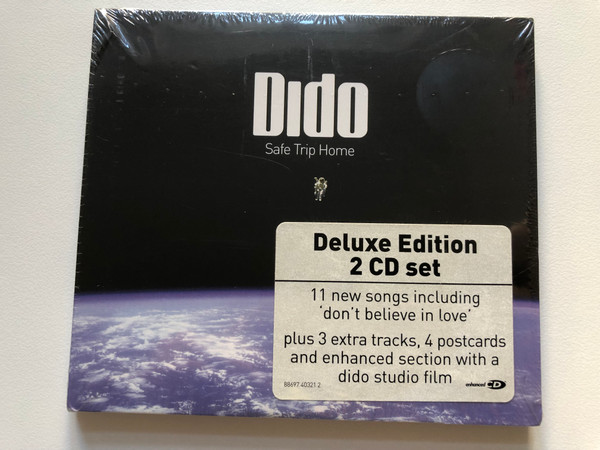 Dido
Safe Trip Home
Deluxe Edition
2 CD set
11 new songs including
'don't believe in love'
plus 3 extra tracks, 4 postcards
and enhanced section with a
dido studio film
88697 40321 2
enhanced CD